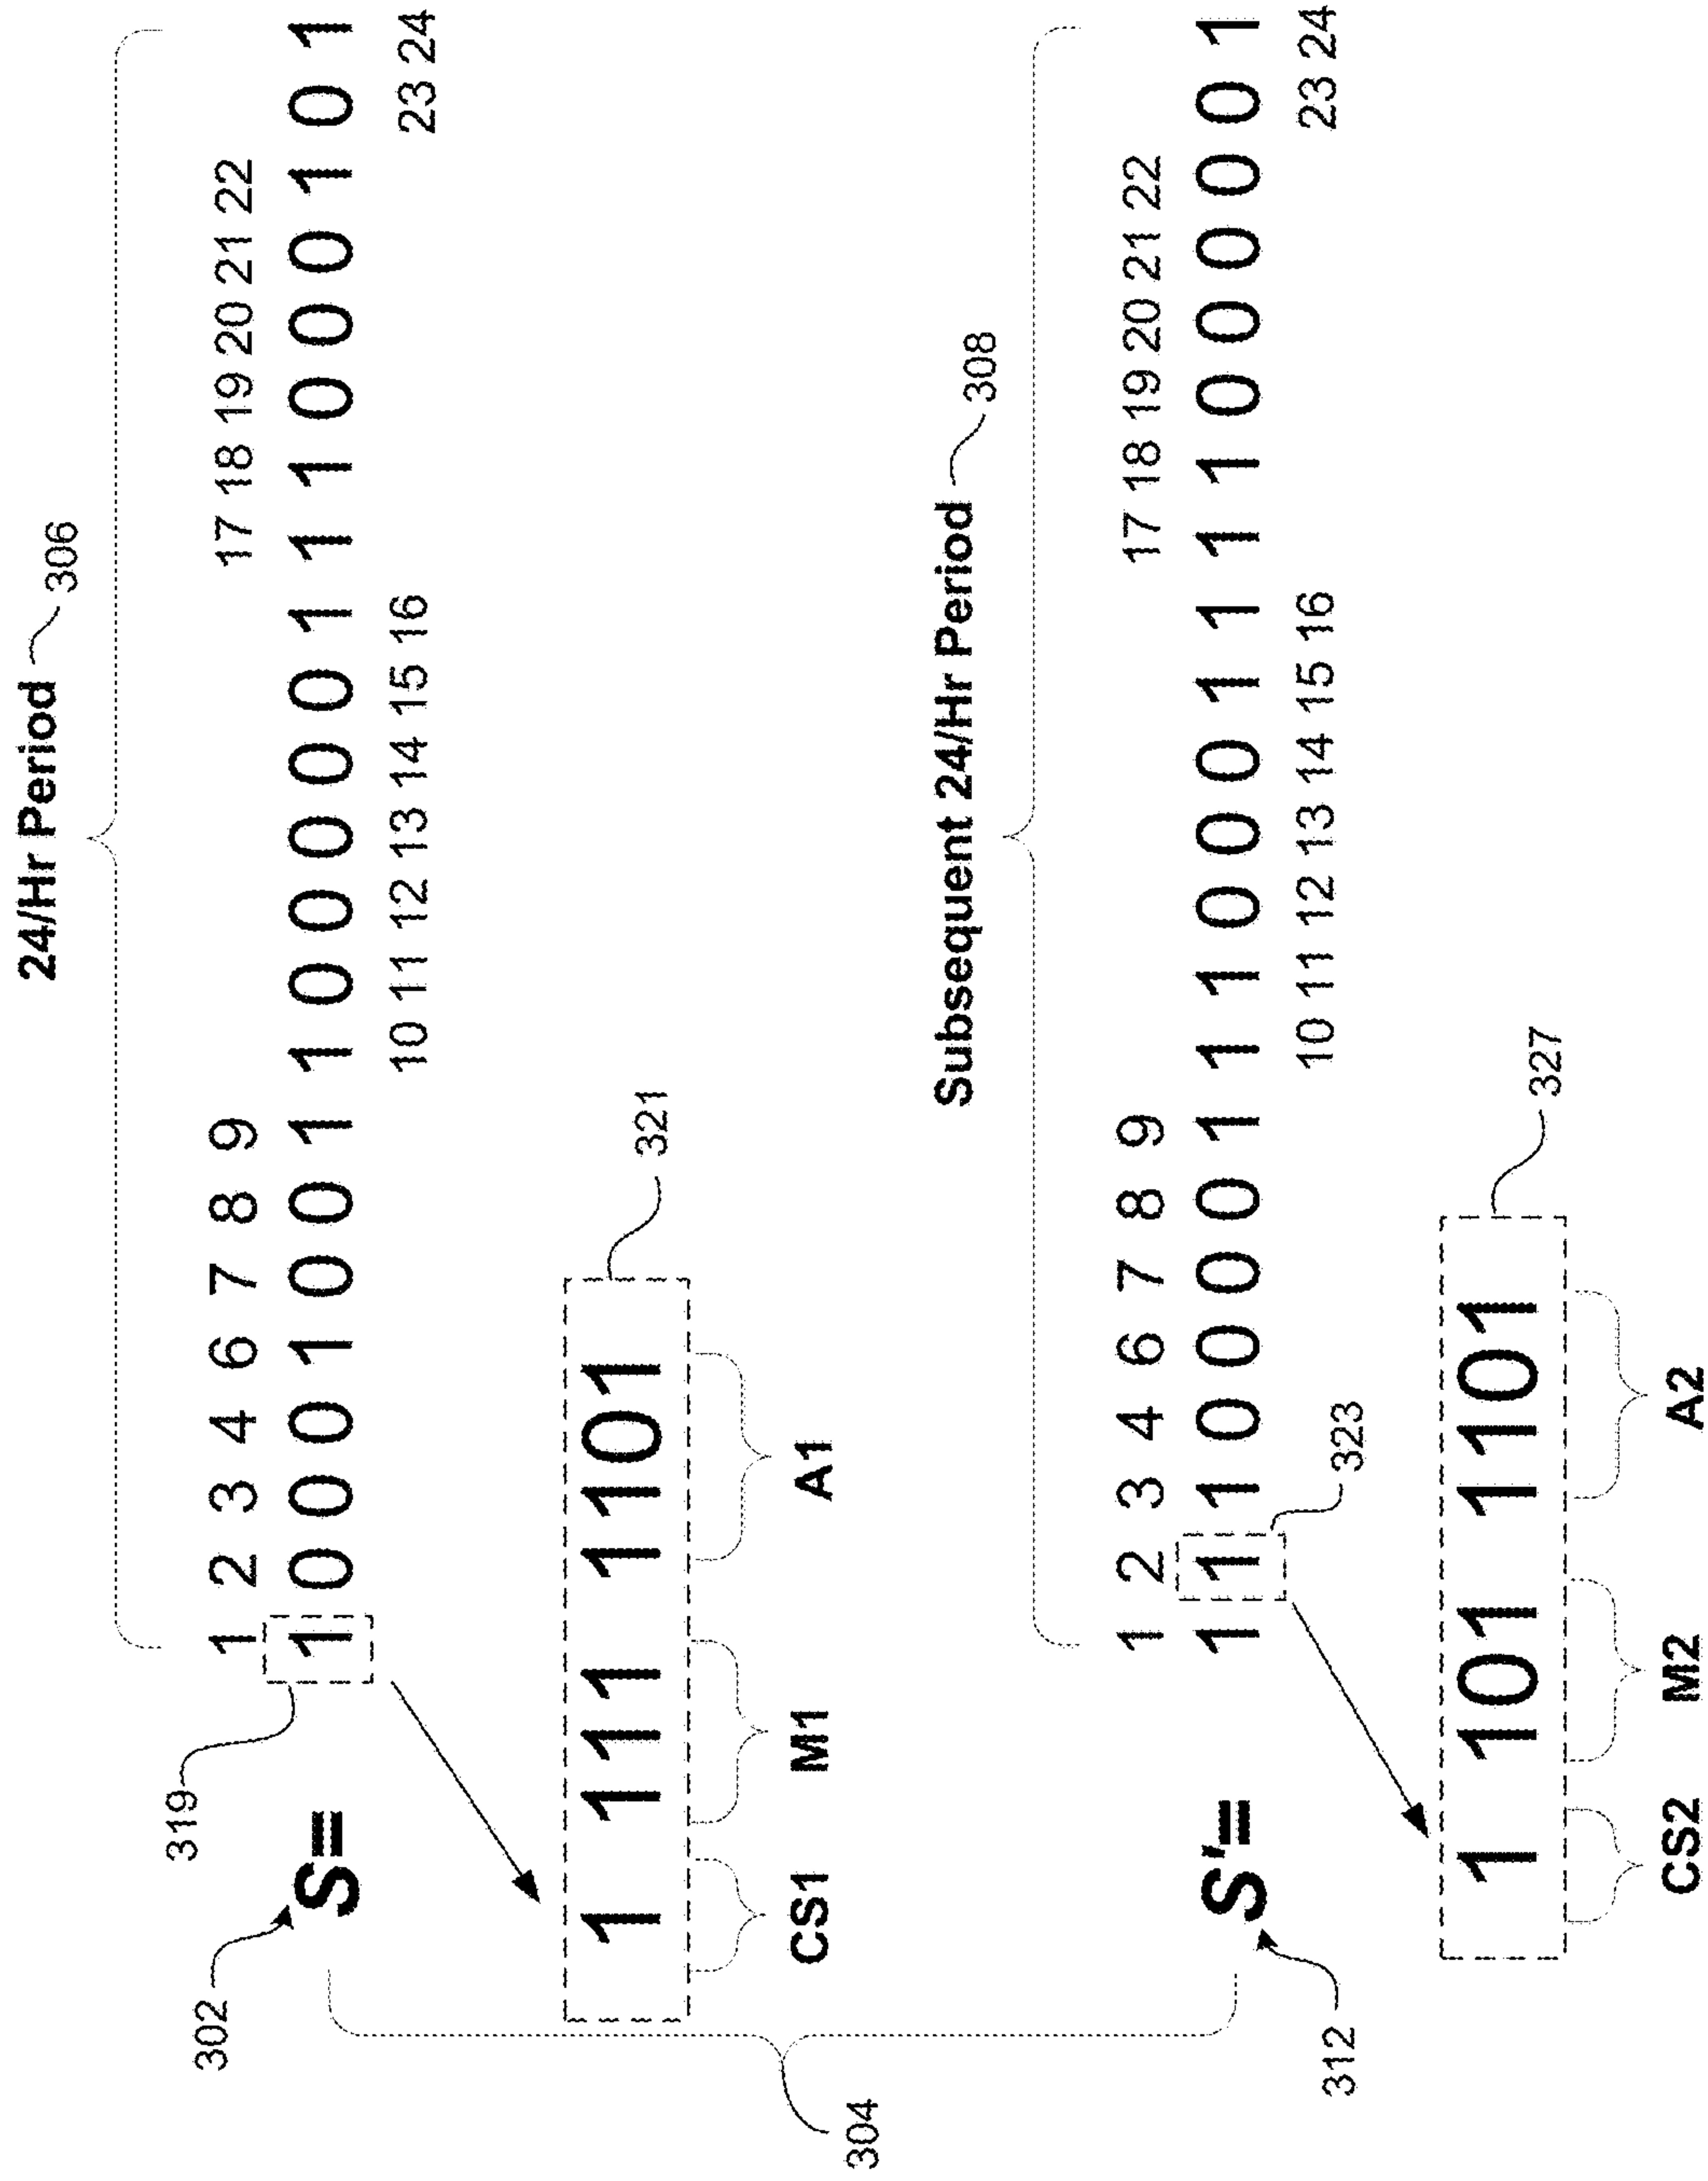 24/Hr Period 306
319
1 2 3 4 6 7 8 9 17 18 19 20 21 22
302 S= 1 0 0 0 1 0 0 1 1 0 0 0 0 0 1 1 1 0 0 0 1 0 1
10 11 12 13 14 15 16 23 24
1 111 1101 321
CS1 M1 A1
304
Subsequent 24/Hr Period 308
1 2 3 4 6 7 8 9 17 18 19 20 21 22
S'= 1 1 1 0 0 0 0 1 1 1 0 0 0 1 1 1 1 0 0 0 0 0 1
312 323 10 11 12 13 14 15 16 23 24
1 101 1101 327
CS2 M2 A2